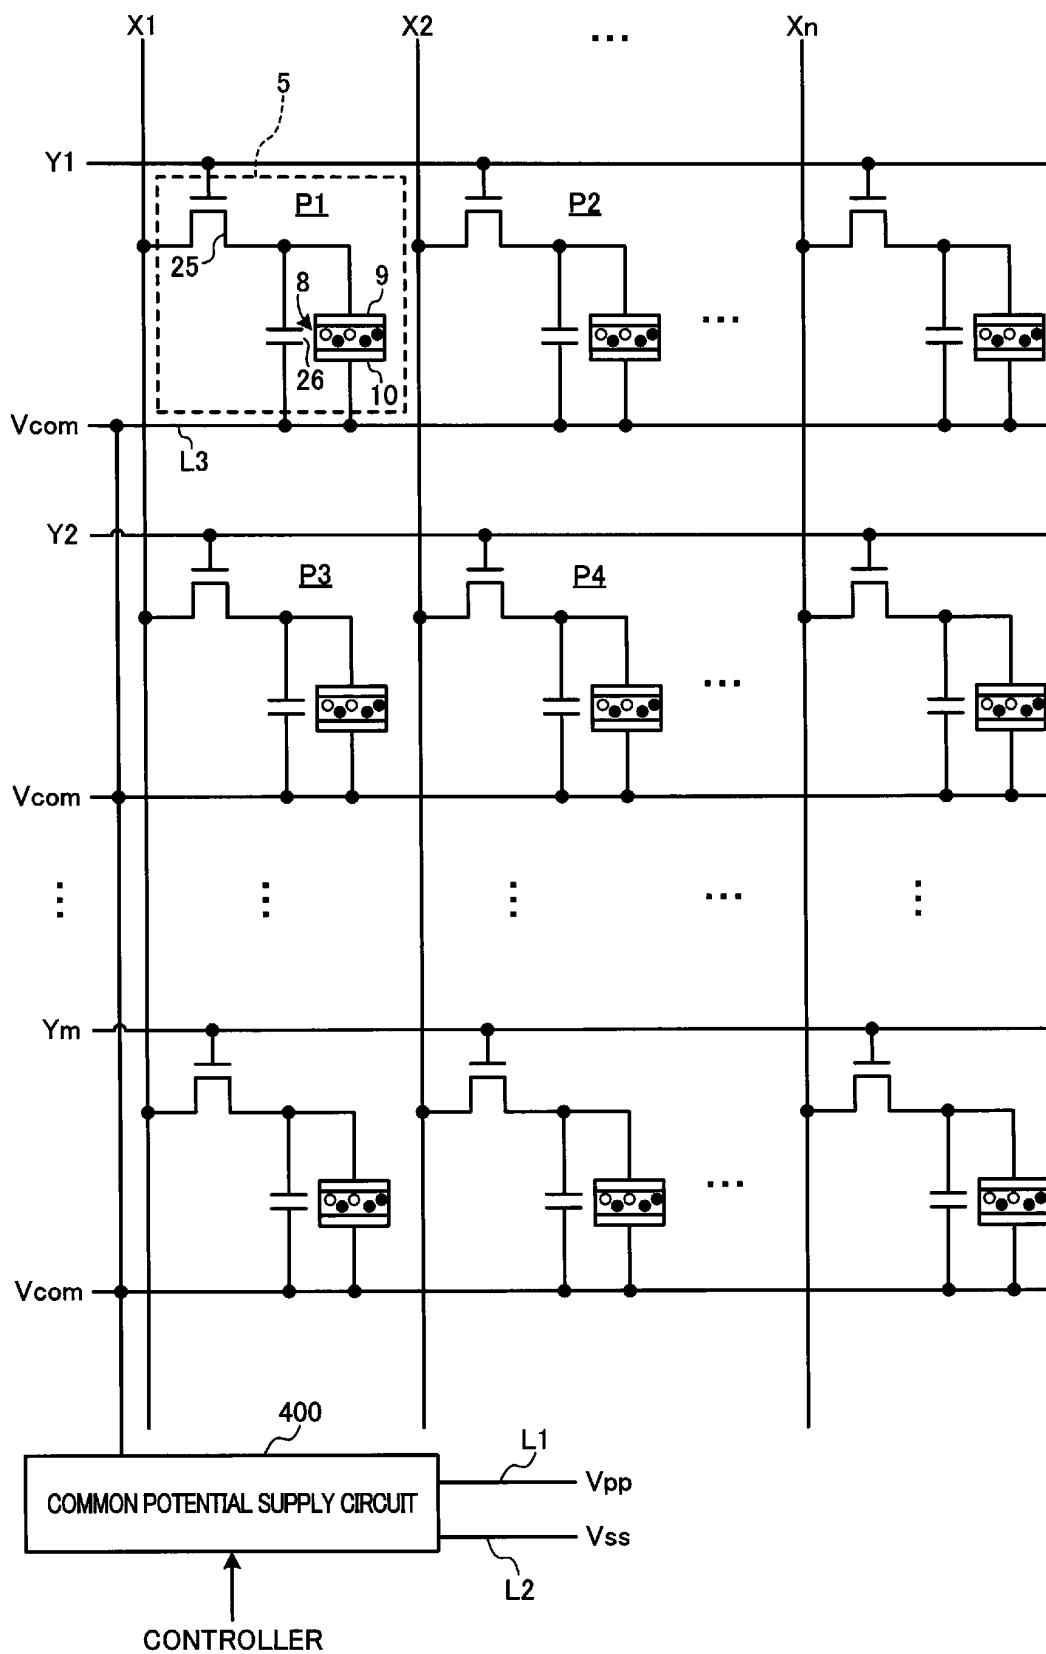 X1 X2 ... Xn
5
Y1
P1 P2
25
8 9
...
26 10
Vcom
L3
Y2
P3 P4
...
Vcom
...
Ym
...
Vcom
400
L1
COMMON POTENTIAL SUPPLY CIRCUIT
Vpp
Vss
L2
CONTROLLER